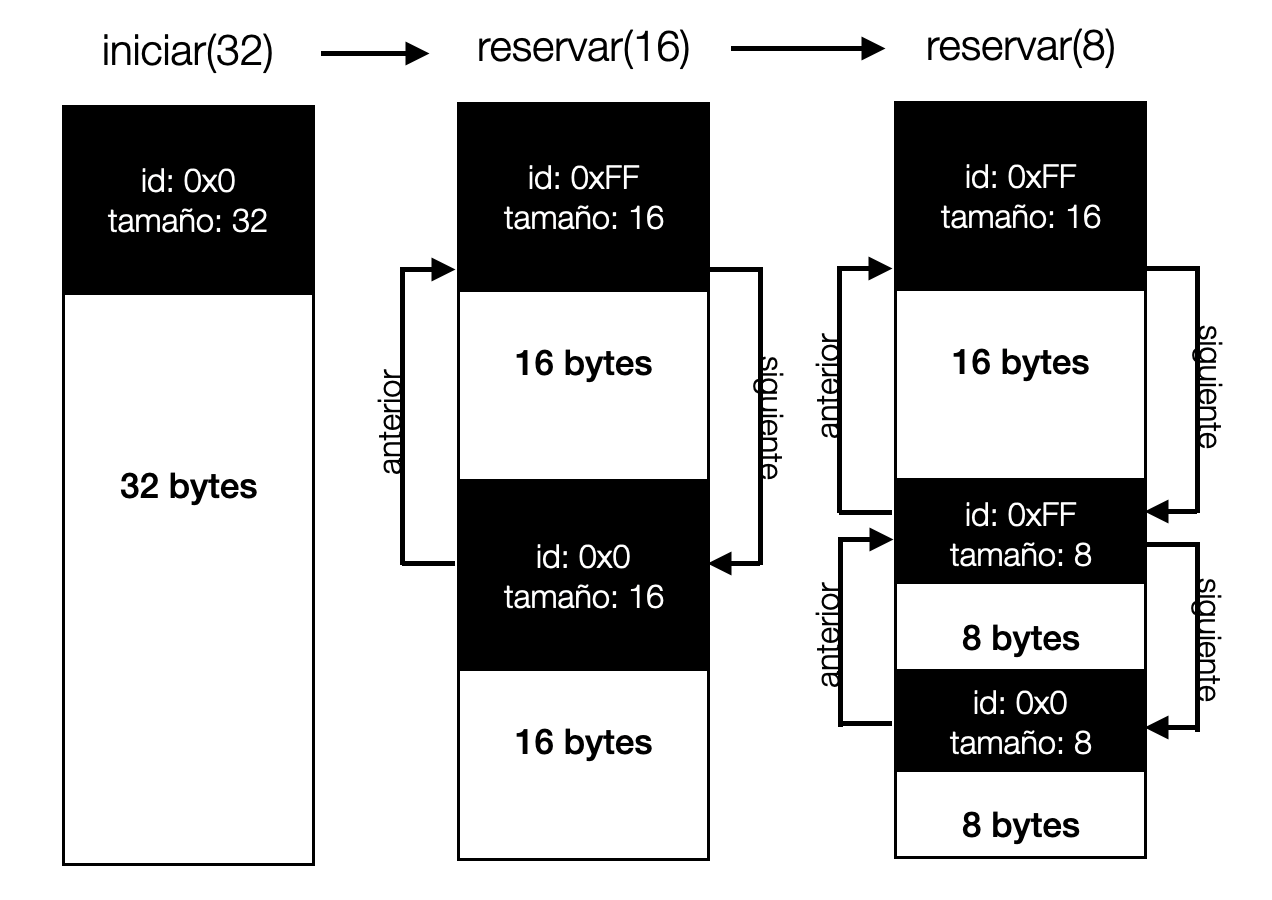 iniciar(32)
reservar(16)
reservar(8)
id: 0x0
tamaño: 32
32 bytes
id: 0xFF
tamaño: 16
16 bytes
anterior
siguiente
id: 0x0
tamaño: 16
16 bytes
id: 0xFF
tamaño: 16
16 bytes
anterior
siguiente
id: 0xFF
tamaño: 8
8 bytes
anterior
siguiente
id: 0x0
tamaño: 8
8 bytes